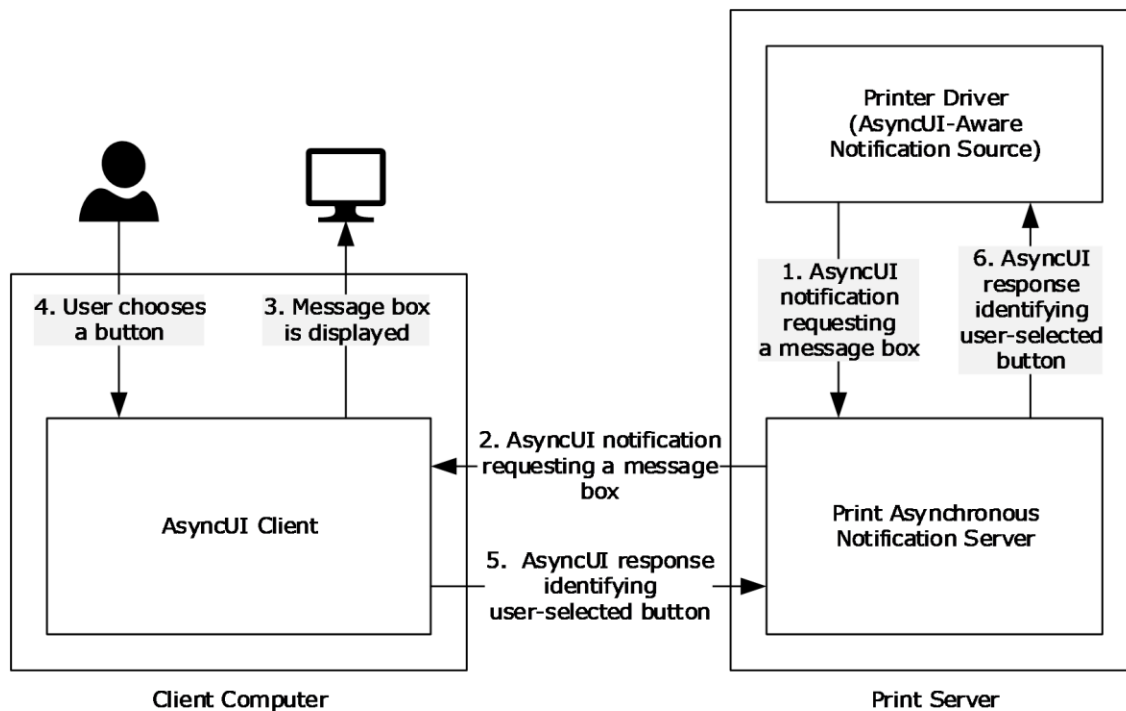 Printer Driver
(AsyncUI-Aware
Notification Source)
4. User chooses
a button
3. Message box
is displayed
1. AsyncUI
notification
requesting
a message box
6. AsyncUI
response
identifying
user-selected
button
2. AsyncUI notification
requesting a message
box
AsyncUI Client
Print Asynchronous
Notification Server
5.  AsyncUI response
identifying
user-selected button
Client Computer
Print Server